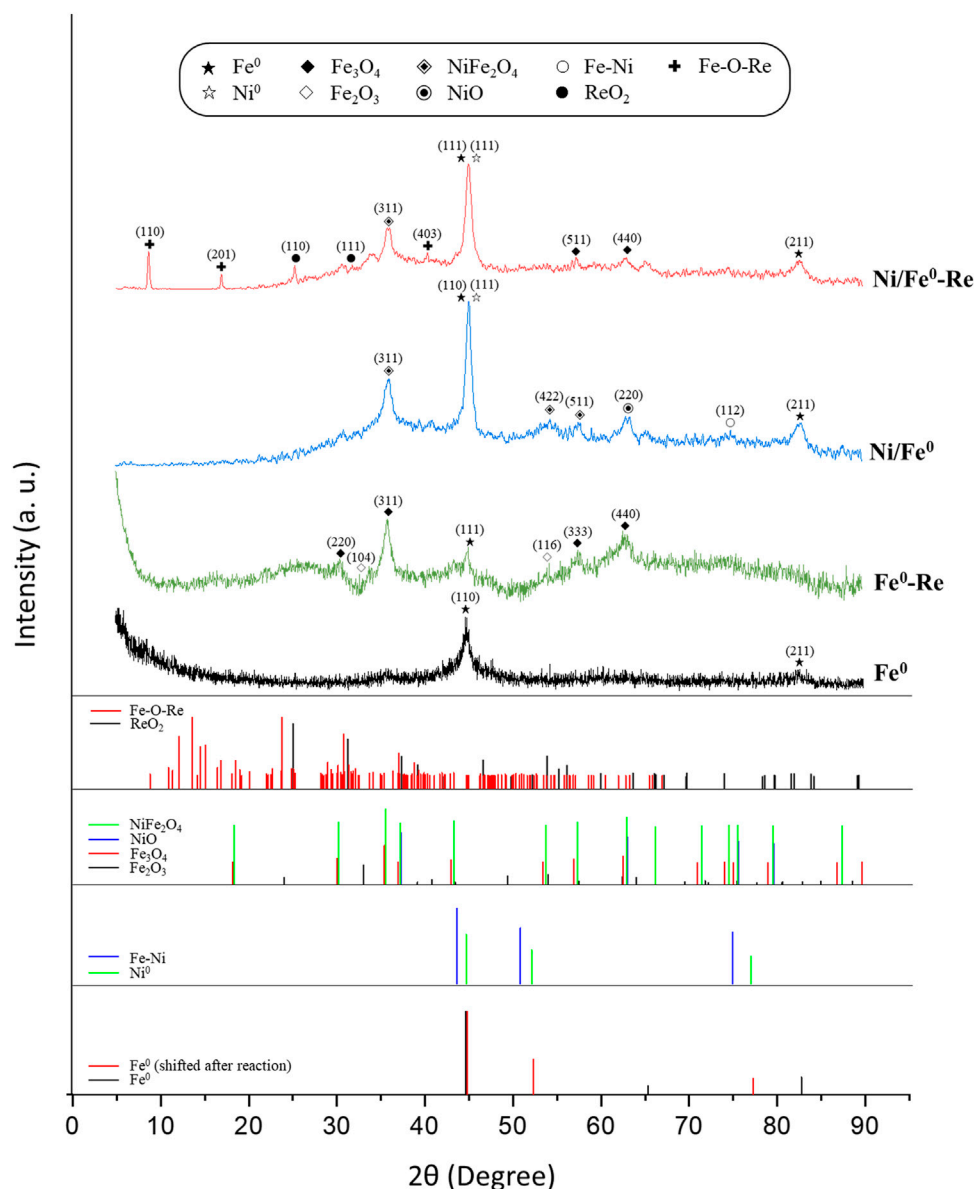 ★ Fe⁰ ◆ Fe₃O₄ ◈ NiFe₂O₄ ○ Fe-Ni ✚ Fe-O-Re
☆ Ni⁰ ◇ Fe₂O₃ ◉ NiO ● ReO₂
(111) (111)
(311)
(110)
(201)
(110)
(111)
(403)
(511)
(440)
(211)
Ni/Fe⁰-Re
(110) (111)
(311)
(422)
(511)
(220)
(112)
(211)
Ni/Fe⁰
(311)
(220)
(104)
(111)
(116)
(333)
(440)
Fe⁰-Re
(110)
(211)
Fe⁰
Intensity (a. u.)
Fe-O-Re
ReO₂
NiFe₂O₄
NiO
Fe₃O₄
Fe₂O₃
Fe-Ni
Ni⁰
Fe⁰ (shifted after reaction)
Fe⁰
0 10 20 30 40 50 60 70 80 90
2θ (Degree)